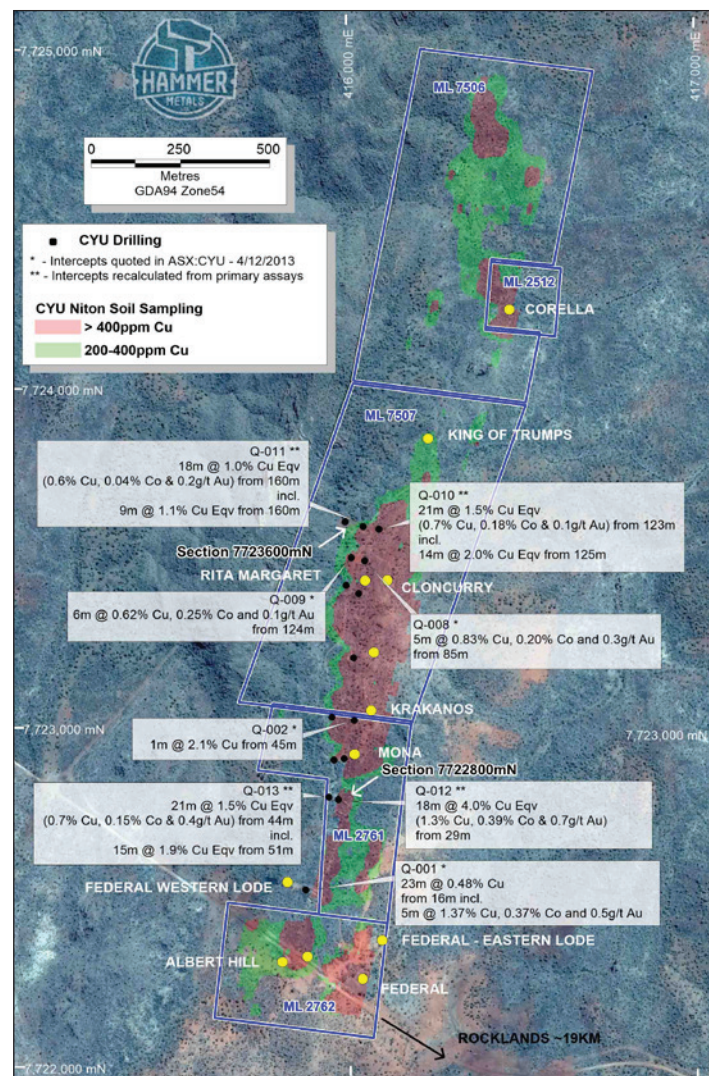 7,725,000 mN
416,000 mE
417,000 mE
HAMMER
METALS
ML 7506
0 250 500
Metres
GDA94 Zone54
CYU Drilling
* - Intercepts quoted in ASX:CYU - 4/12/2013
** - Intercepts recalculated from primary assays
CYU Niton Soil Sampling
> 400ppm Cu
200-400ppm Cu
ML 2512
CORELLA
7,724,000 mN
ML 7507
KING OF TRUMPS
Q-011 **
18m @ 1.0% Cu Eqv
(0.6% Cu, 0.04% Co & 0.2g/t Au) from 160m
incl.
9m @ 1.1% Cu Eqv from 160m
Q-010 **
21m @ 1.5% Cu Eqv
(0.7% Cu, 0.18% Co & 0.1g/t Au) from 123m
incl.
14m @ 2.0% Cu Eqv from 125m
Section 7723600mN
RITA MARGARET
CLONCURRY
Q-009 *
6m @ 0.62% Cu, 0.25% Co and 0.1g/t Au
from 124m
Q-008 *
5m @ 0.83% Cu, 0.20% Co and 0.3g/t Au
from 85m
KRAKANOS
Q-002 *
1m @ 2.1% Cu from 45m
7,723,000 mN
MONA
Section 7722800mN
Q-013 **
21m @ 1.5% Cu Eqv
(0.7% Cu, 0.15% Co & 0.4g/t Au) from 44m
incl.
15m @ 1.9% Cu Eqv from 51m
Q-012 **
18m @ 4.0% Cu Eqv
(1.3% Cu, 0.39% Co & 0.7g/t Au)
from 29m
ML 2761
Q-001 *
23m @ 0.48% Cu
from 16m incl.
5m @ 1.37% Cu, 0.37% Co and 0.5g/t Au
FEDERAL WESTERN LODE
FEDERAL - EASTERN LODE
ALBERT HILL
FEDERAL
ML 2762
ROCKLANDS ~19KM
7,722,000 mN